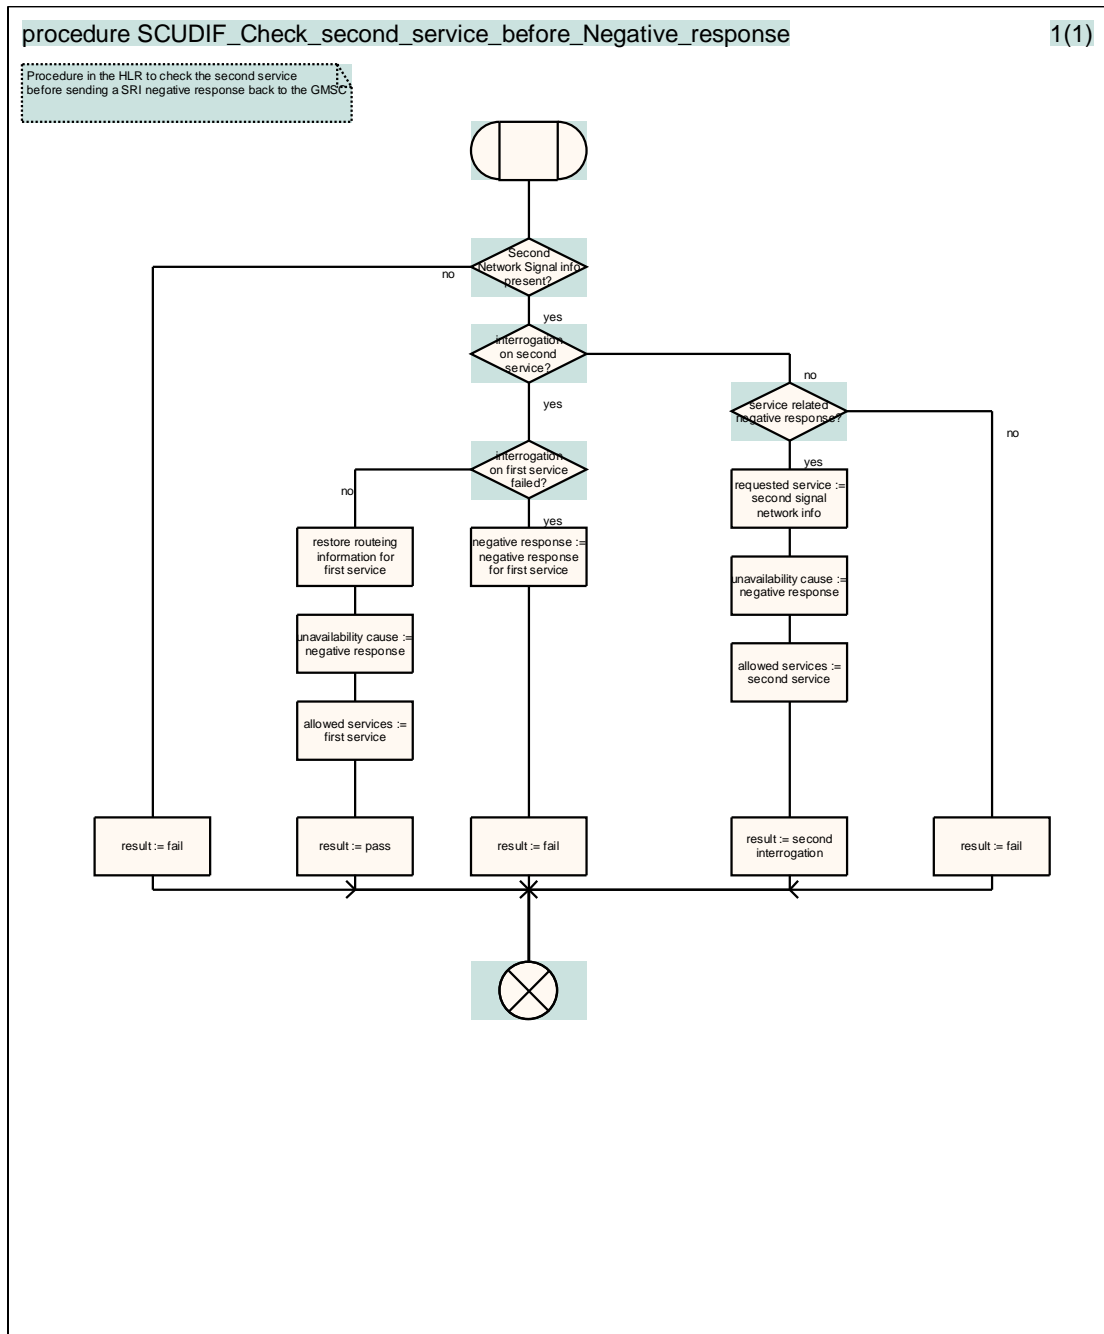 procedure SCUDIF_Check_second_service_before_Negative_response
1(1)
Procedure in the HLR to check the second service
before sending a SRI negative response back to the GMSC
Second
Network Signal info
present?
no
yes
interrogation
on second
service?
no
yes
service related
negative response?
no
yes
interrogation
on first service
failed?
no
yes
requested service :=
second signal
network info
restore routeing
information for
first service
negative response :=
negative response
for first service
unavailability cause :=
negative response
unavailability cause :=
negative response
allowed services :=
second service
allowed services :=
first service
result := fail
result := pass
result := fail
result := second
interrogation
result := fail